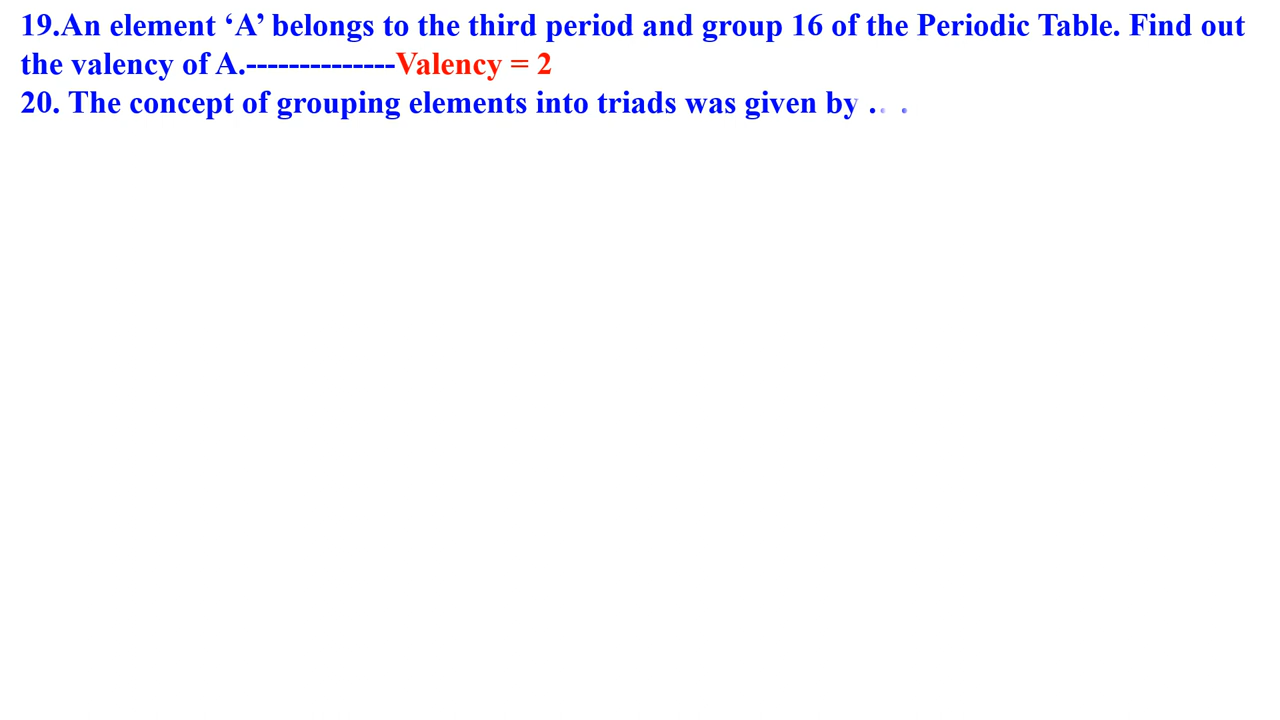 19.An element ‘A’ belongs to the third period and group 16 of the Periodic Table. Find out
the valency of A.--------------Valency = 2
20. The concept of grouping elements into triads was given by . . .